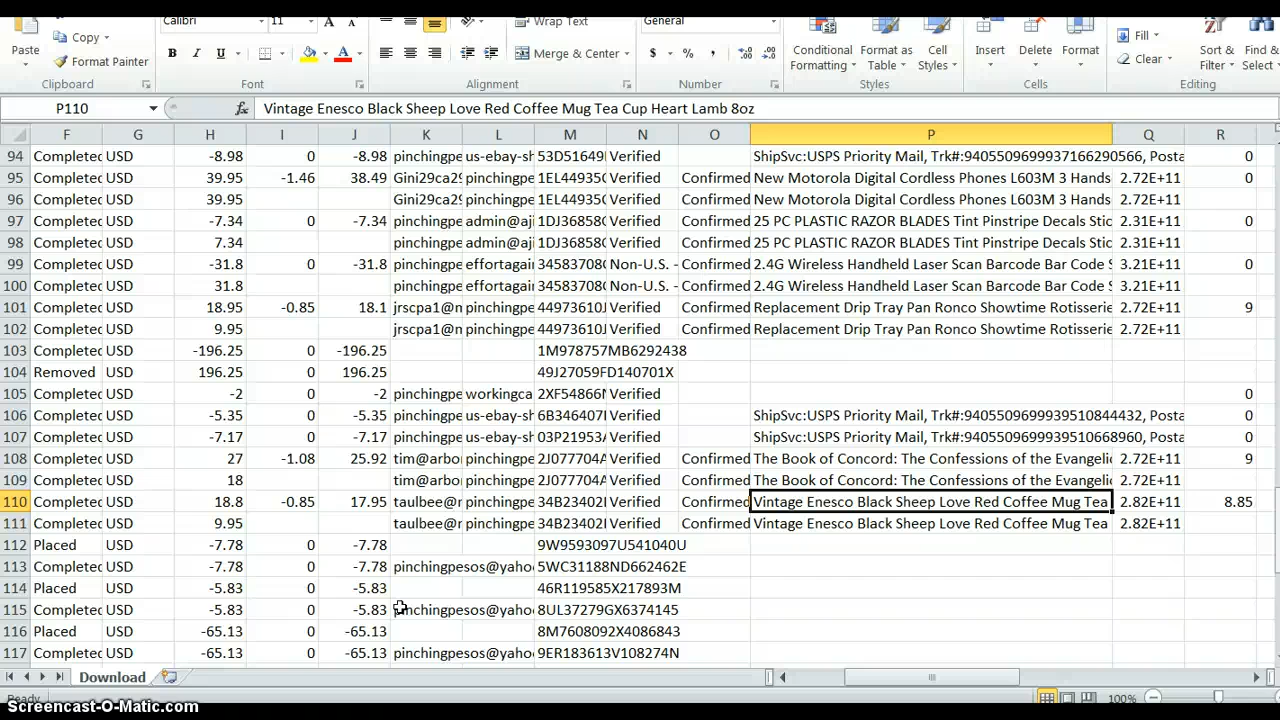 Calibri 11 General
Paste Copy Format Painter B I U Wrap Text Merge & Center $ % Conditional Formatting Format as Table Cell Styles Insert Delete Format Fill Clear Sort & Filter Find & Select
Clipboard Font Alignment Number Styles Cells Editing
P110 fx Vintage Enesco Black Sheep Love Red Coffee Mug Tea Cup Heart Lamb 8oz
F G H I J K L M N O P Q R
94 Completed USD -8.98 0 -8.98 pinchingpe us-ebay-sh 53D51649 Verified ShipSvc:USPS Priority Mail, Trk#:9405509699937166290566, Posta 0
95 Completed USD 39.95 -1.46 38.49 Gini29ca29 pinchingpe 1EL44935 Verified Confirmed New Motorola Digital Cordless Phones L603M 3 Hands 2.72E+11 0
96 Completed USD 39.95 Gini29ca29 pinchingpe 1EL44935 Verified Confirmed New Motorola Digital Cordless Phones L603M 3 Hands 2.72E+11
97 Completed USD -7.34 0 -7.34 pinchingpe admin@aji 1DJ36858 Verified Confirmed 25 PC PLASTIC RAZOR BLADES Tint Pinstripe Decals Stic 2.31E+11 0
98 Completed USD 7.34 pinchingpe admin@aji 1DJ36858 Verified Confirmed 25 PC PLASTIC RAZOR BLADES Tint Pinstripe Decals Stic 2.31E+11
99 Completed USD -31.8 0 -31.8 pinchingpe effortagain 34583708 Non-U.S. - Confirmed 2.4G Wireless Handheld Laser Scan Barcode Bar Code S 3.21E+11 0
100 Completed USD 31.8 pinchingpe effortagain 34583708 Non-U.S. - Confirmed 2.4G Wireless Handheld Laser Scan Barcode Bar Code S 3.21E+11
101 Completed USD 18.95 -0.85 18.1 jrscpa1@n pinchingpe 44973610 Verified Confirmed Replacement Drip Tray Pan Ronco Showtime Rotisserie 2.72E+11 9
102 Completed USD 9.95 jrscpa1@n pinchingpe 44973610 Verified Confirmed Replacement Drip Tray Pan Ronco Showtime Rotisserie 2.72E+11
103 Completed USD -196.25 0 -196.25 1M978757MB6292438
104 Removed USD 196.25 0 196.25 49J27059FD140701X
105 Completed USD -2 0 -2 pinchingpe workingca 2XF54866 Verified 0
106 Completed USD -5.35 0 -5.35 pinchingpe us-ebay-sh 6B346407 Verified ShipSvc:USPS Priority Mail, Trk#:9405509699939510844432, Posta 0
107 Completed USD -7.17 0 -7.17 pinchingpe us-ebay-sh 03P21953 Verified ShipSvc:USPS Priority Mail, Trk#:9405509699939510668960, Posta 0
108 Completed USD 27 -1.08 25.92 tim@arbo pinchingpe 2J077704 Verified Confirmed The Book of Concord: The Confessions of the Evangelic 2.72E+11 9
109 Completed USD 18 tim@arbo pinchingpe 2J077704 Verified Confirmed The Book of Concord: The Confessions of the Evangelic 2.72E+11
110 Completed USD 18.8 -0.85 17.95 taulbee@r pinchingpe 34B23402 Verified Confirmed Vintage Enesco Black Sheep Love Red Coffee Mug Tea 2.82E+11 8.85
111 Completed USD 9.95 taulbee@r pinchingpe 34B23402 Verified Confirmed Vintage Enesco Black Sheep Love Red Coffee Mug Tea 2.82E+11
112 Placed USD -7.78 0 -7.78 9W9593097U541040U
113 Completed USD -7.78 0 -7.78 pinchingpesos@yaho 5WC31188ND662462E
114 Placed USD -5.83 0 -5.83 46R119585X217893M
115 Completed USD -5.83 0 -5.83 pinchingpesos@yaho 8UL37279GX6374145
116 Placed USD -65.13 0 -65.13 8M7608092X4086843
117 Completed USD -65.13 0 -65.13 pinchingpesos@yaho 9ER183613V108274N
Download
Ready 100%
Screencast-O-Matic.com